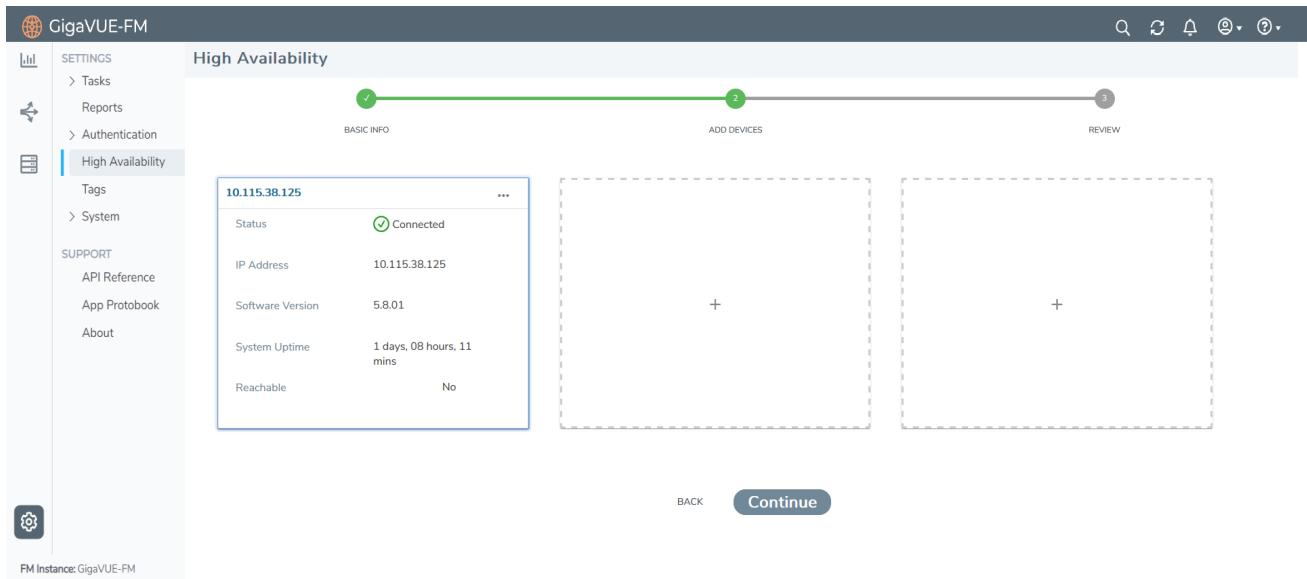 GigaVUE-FM
SETTINGS
Tasks
Reports
Authentication
High Availability
Tags
System
SUPPORT
API Reference
App Protobook
About
FM Instance: GigaVUE-FM
High Availability
✓
2
3
BASIC INFO
ADD DEVICES
REVIEW
10.115.38.125
...
Status Connected
IP Address 10.115.38.125
Software Version 5.8.01
System Uptime 1 days, 08 hours, 11
mins
Reachable No
+
+
BACK Continue